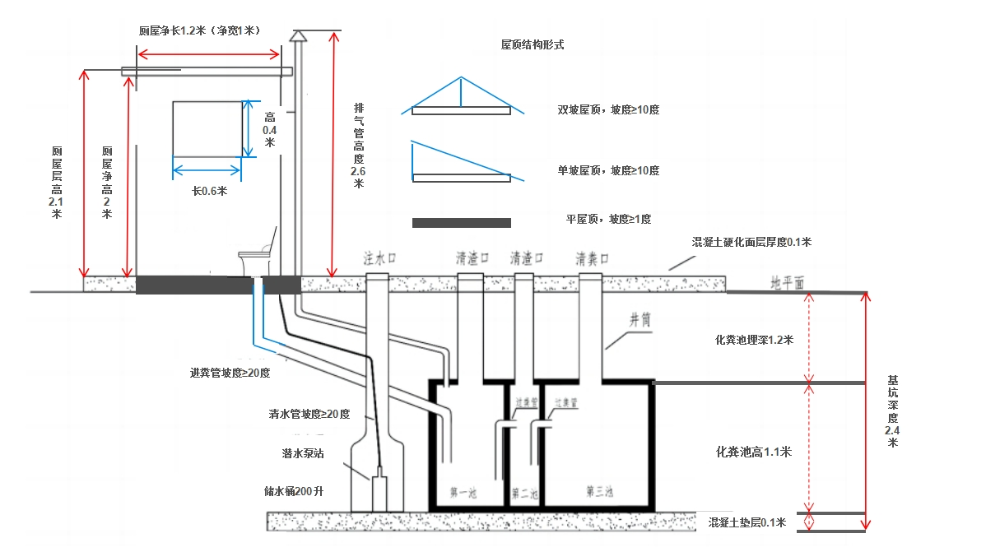 厕屋净长1.2米（净宽1米）
屋顶结构形式
双坡屋顶，坡度≥10度
高0.4米
排气管高度2.6米
厕屋层高2.1米
厕屋净高2米
单坡屋顶，坡度≥10度
长0.6米
平屋顶，坡度≥1度
混凝土硬化面层厚度0.1米
注水口
清渣口
清渣口
清粪口
地平面
井筒
化粪池埋深1.2米
进粪管坡度≥20度
基坑深度2.4米
过粪管
过粪管
清水管坡度≥20度
潜水泵站
化粪池高1.1米
储水桶200升
第一池
第二池
第三池
混凝土垫层0.1米